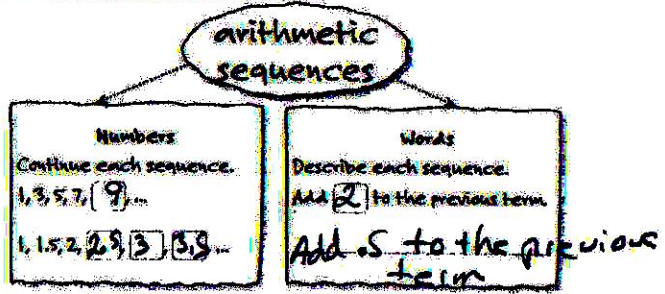 arithmetic
sequences
Numbers
Continue each sequence.
1, 3, 5, 7, 9, ...
1, 1.5, 2, 2.5, 3, 3.5 ...
Words
Describe each sequence.
Add 2 to the previous term.
Add .5 to the previous
term